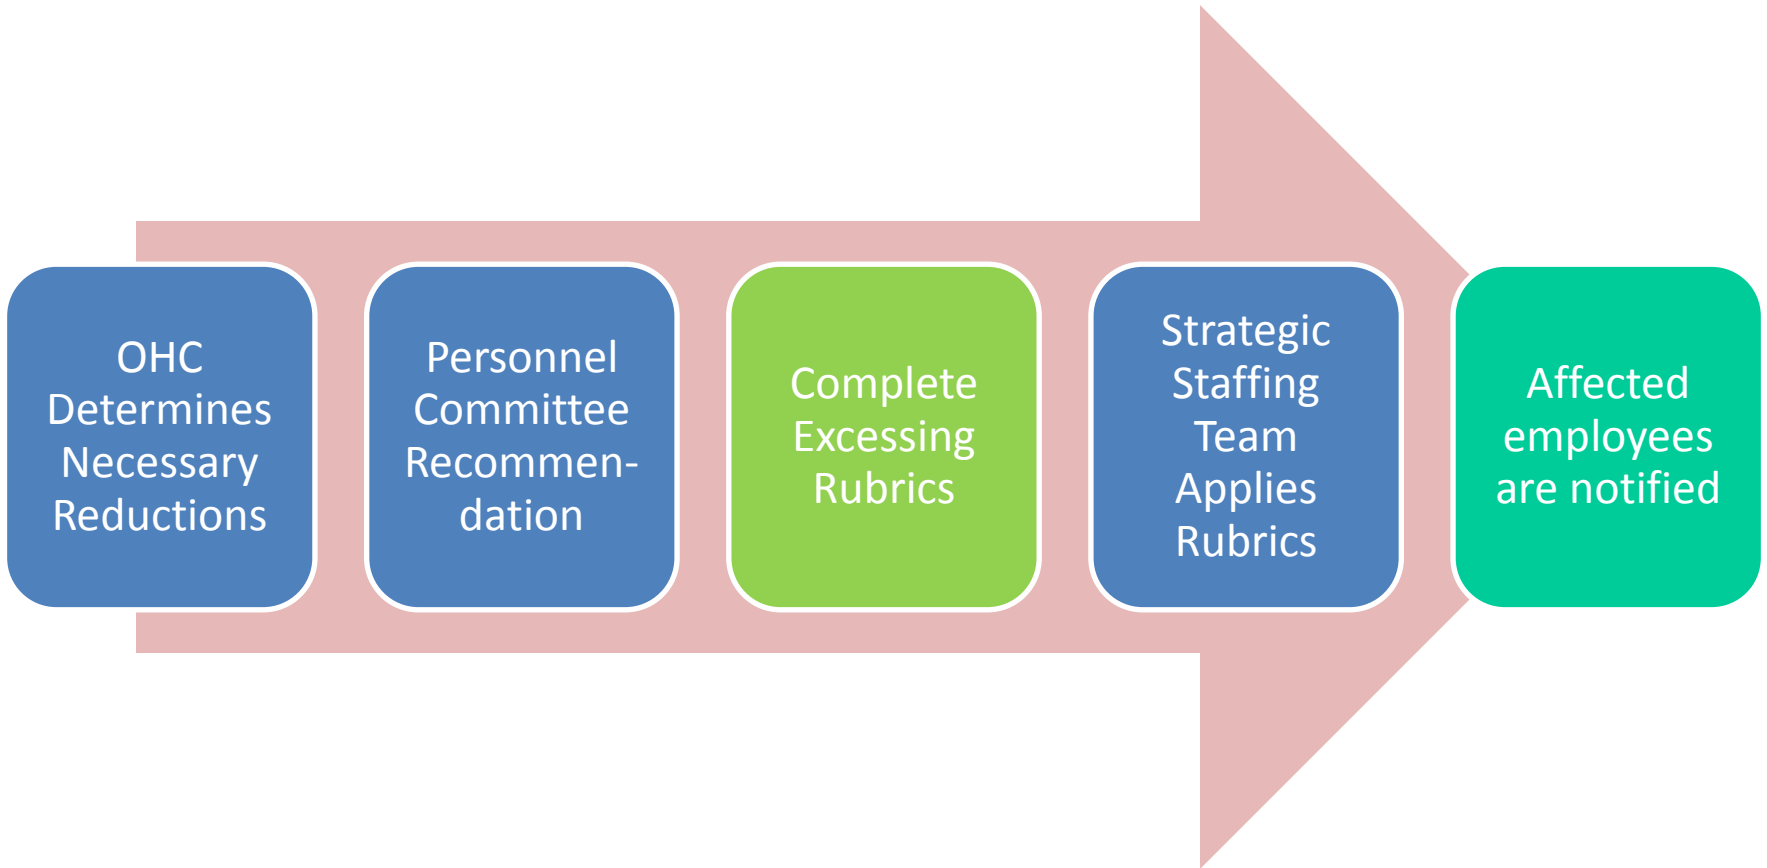 OHC
Determines
Necessary
Reductions
Personnel
Committee
Recommen-
dation
Complete
Excessing
Rubrics
Strategic
Staffing
Team
Applies
Rubrics
Affected
employees
are notified